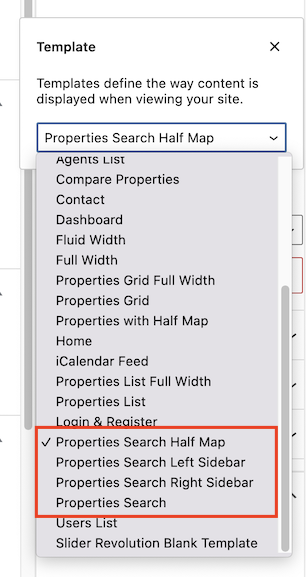 Template
Templates define the way content is
displayed when viewing your site.
Properties Search Half Map
Agents List
Compare Properties
Contact
Dashboard
Fluid Width
Full Width
Properties Grid Full Width
Properties Grid
Properties with Half Map
Home
iCalendar Feed
Properties List Full Width
Properties List
Login & Register
✓ Properties Search Half Map
Properties Search Left Sidebar
Properties Search Right Sidebar
Properties Search
Users List
Slider Revolution Blank Template